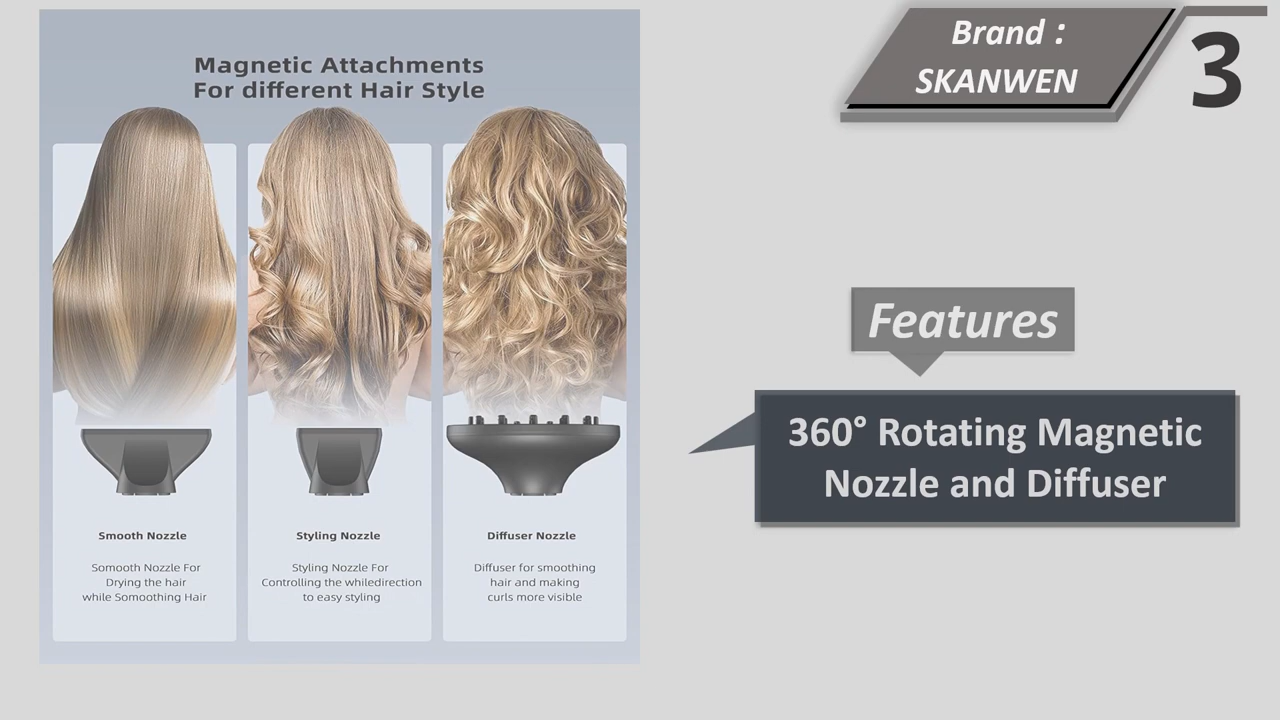 Magnetic Attachments
For different Hair Style
Smooth Nozzle
Somooth Nozzle For
Drying the hair
while Somoothing Hair
Styling Nozzle
Styling Nozzle For
Controlling the whiledirection
to easy styling
Diffuser Nozzle
Diffuser for smoothing
hair and making
curls more visible
Brand :
SKANWEN
3
Features
360° Rotating Magnetic
Nozzle and Diffuser